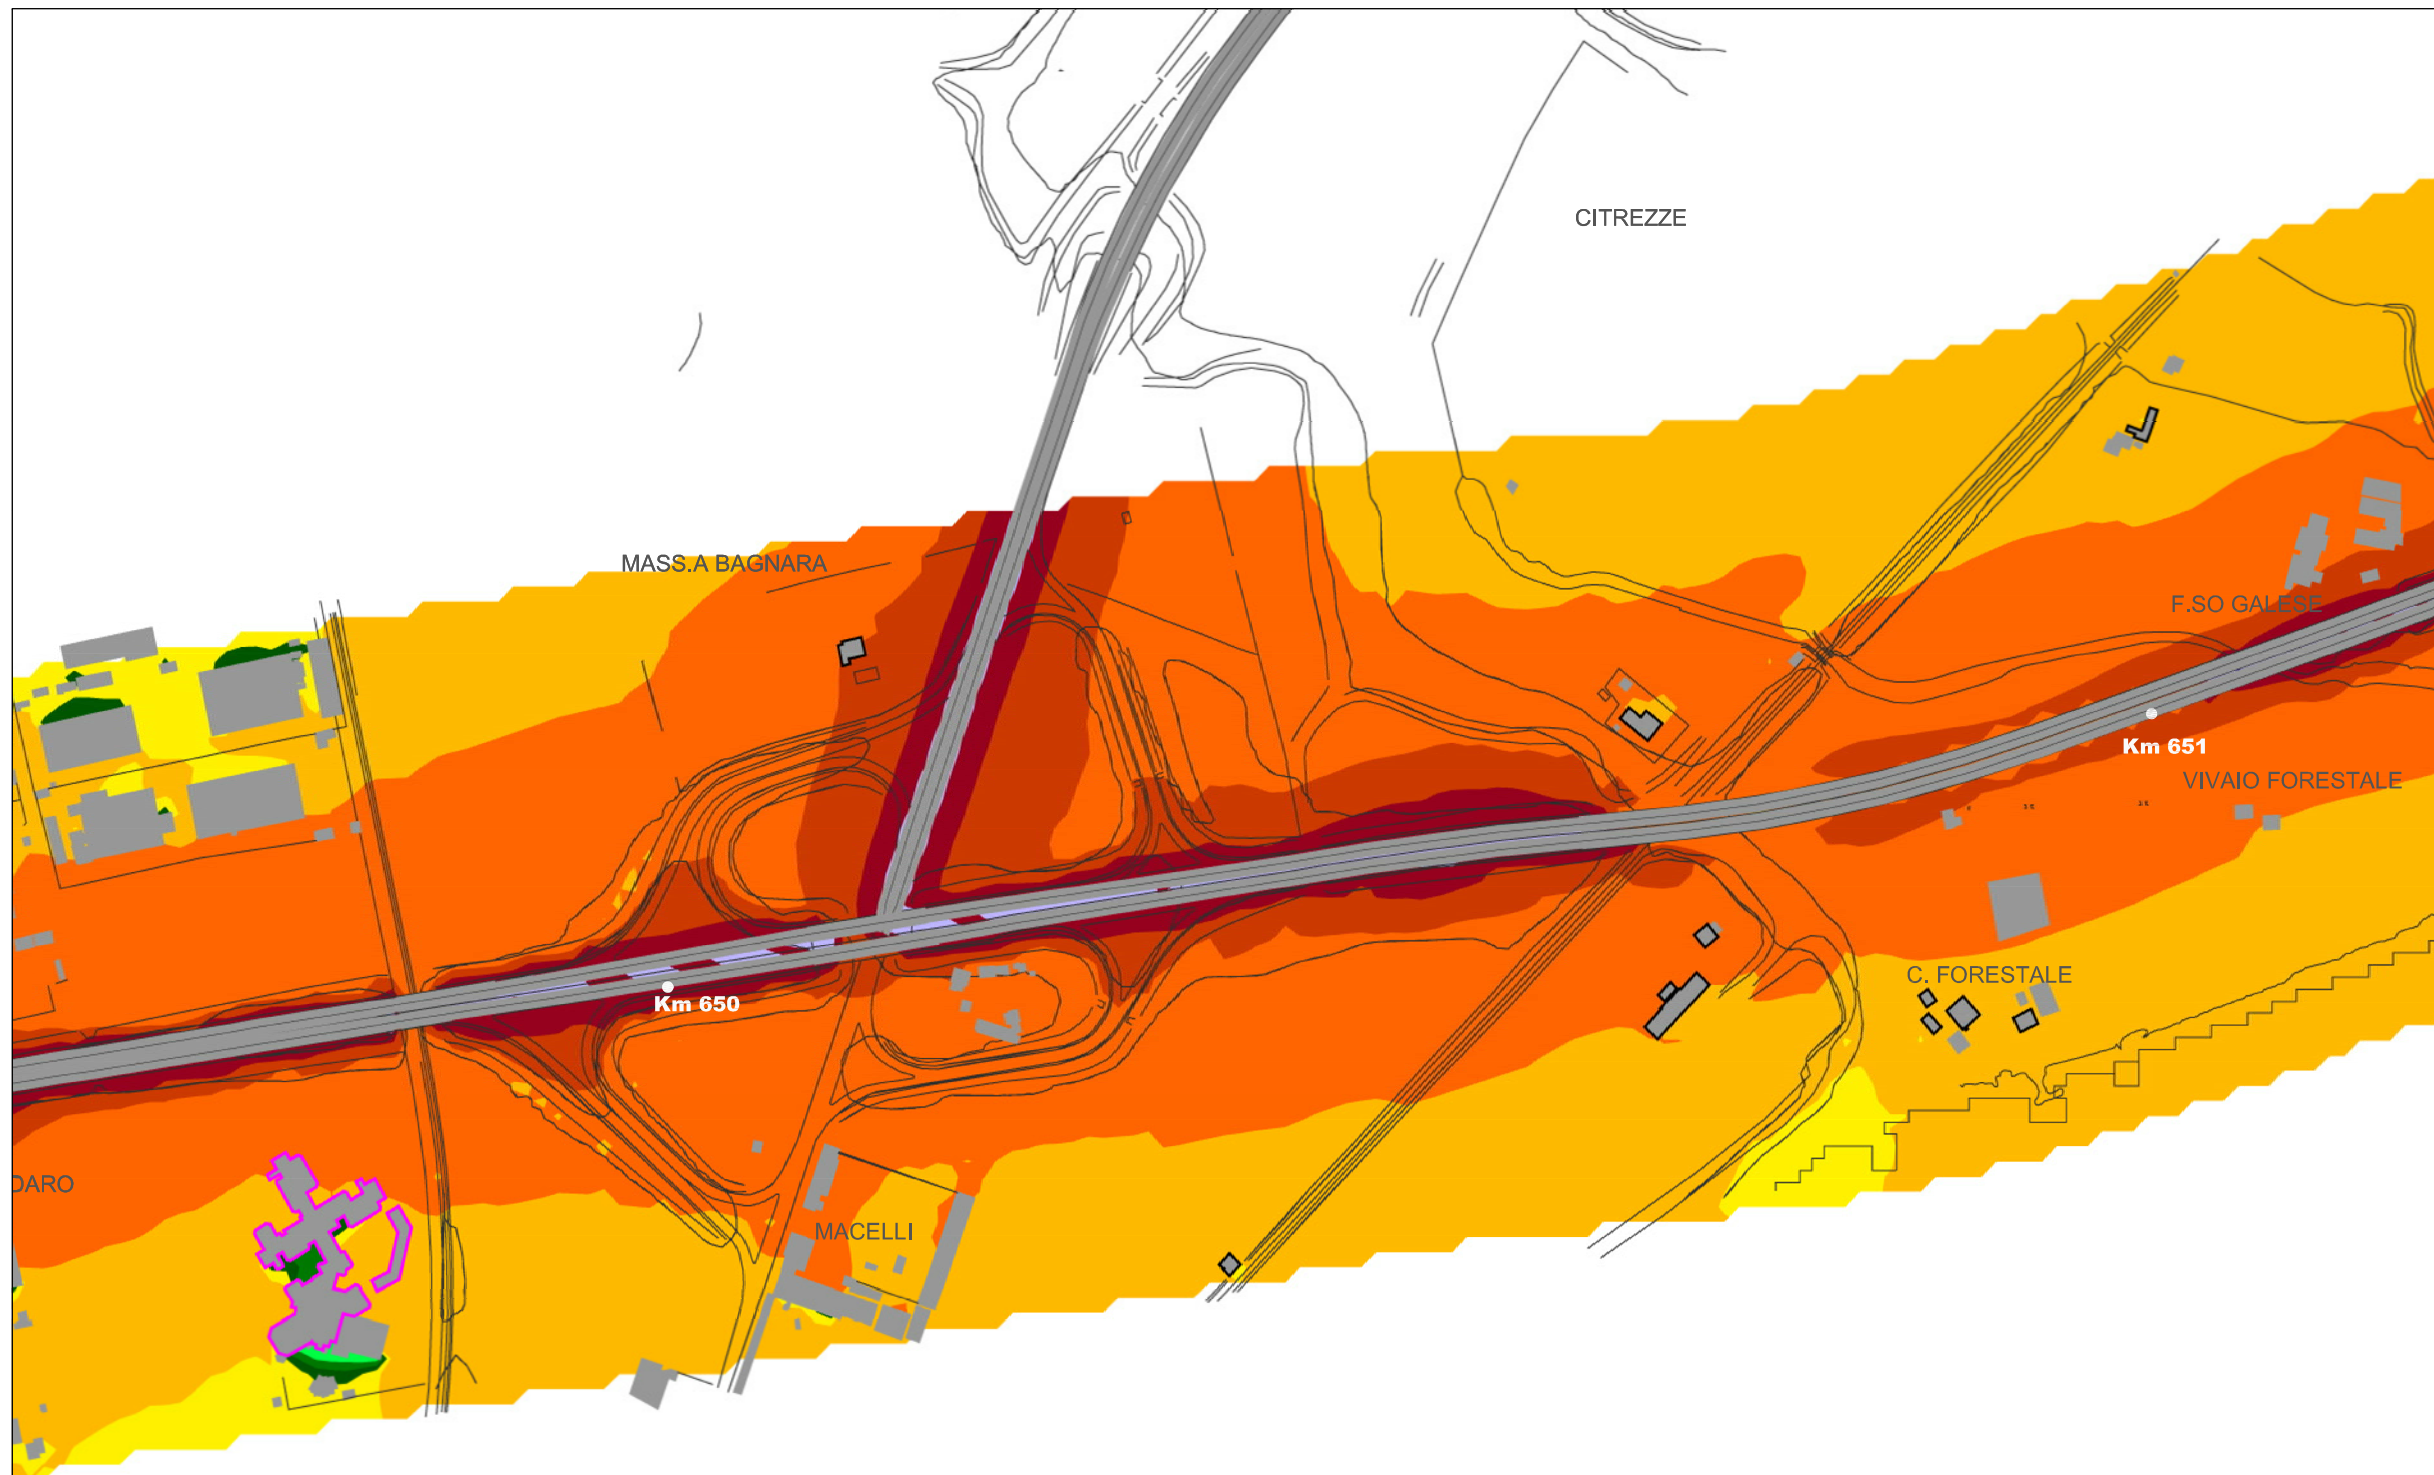 CITREZZE
MASS.A BAGNARA
F.SO GALESE
Km 651
VIVAIO FORESTALE
C. FORESTALE
Km 650
DARO
MACELLI